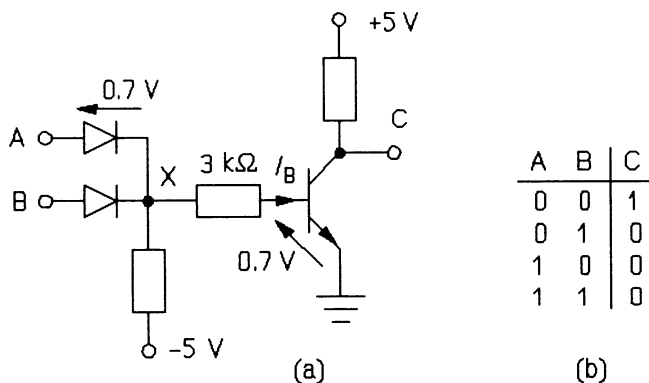 +5 V
0.7 V
A
C
X
3 kΩ
I_B
B
0.7 V
-5 V
(a)
A B C
0 0 1
0 1 0
1 0 0
1 1 0
(b)